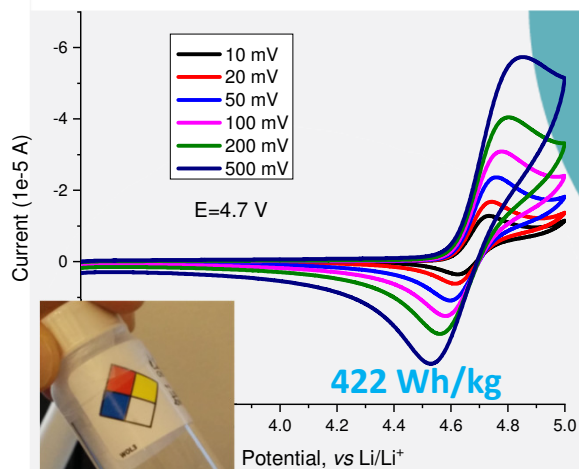 -6
-4
-2
0
Current (1e-5 A)
10 mV
20 mV
50 mV
100 mV
200 mV
500 mV
E=4.7 V
422 Wh/kg
4.0 4.2 4.4 4.6 4.8 5.0
Potential, vs Li/Li⁺